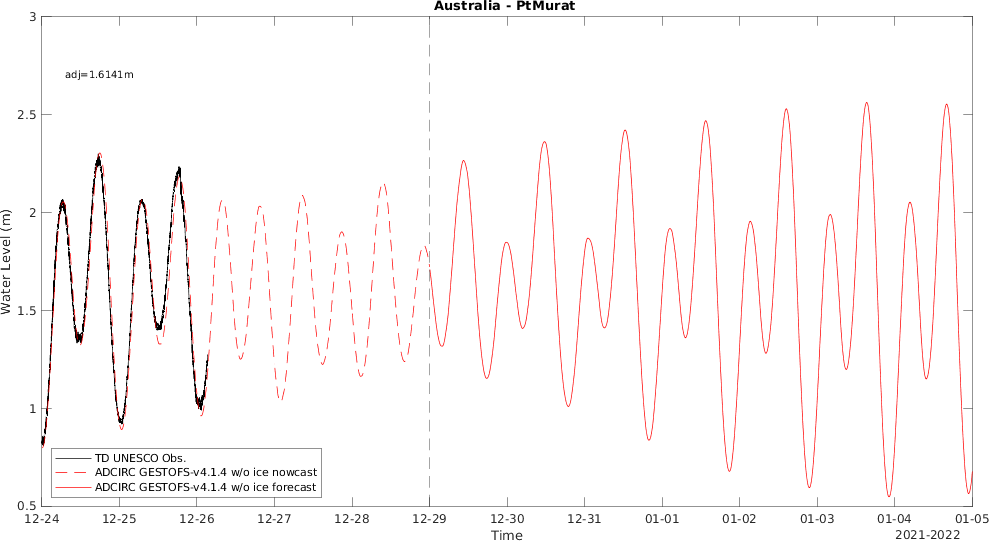 Australia - PtMurat
3
adj=1.6141m
2.5
2
Water Level (m)
1.5
1
0.5
TD UNESCO Obs.
ADCIRC GESTOFS-v4.1.4 w/o ice nowcast
ADCIRC GESTOFS-v4.1.4 w/o ice forecast
12-24 12-25 12-26 12-27 12-28 12-29 12-30 12-31 01-01 01-02 01-03 01-04 01-05
Time
2021-2022